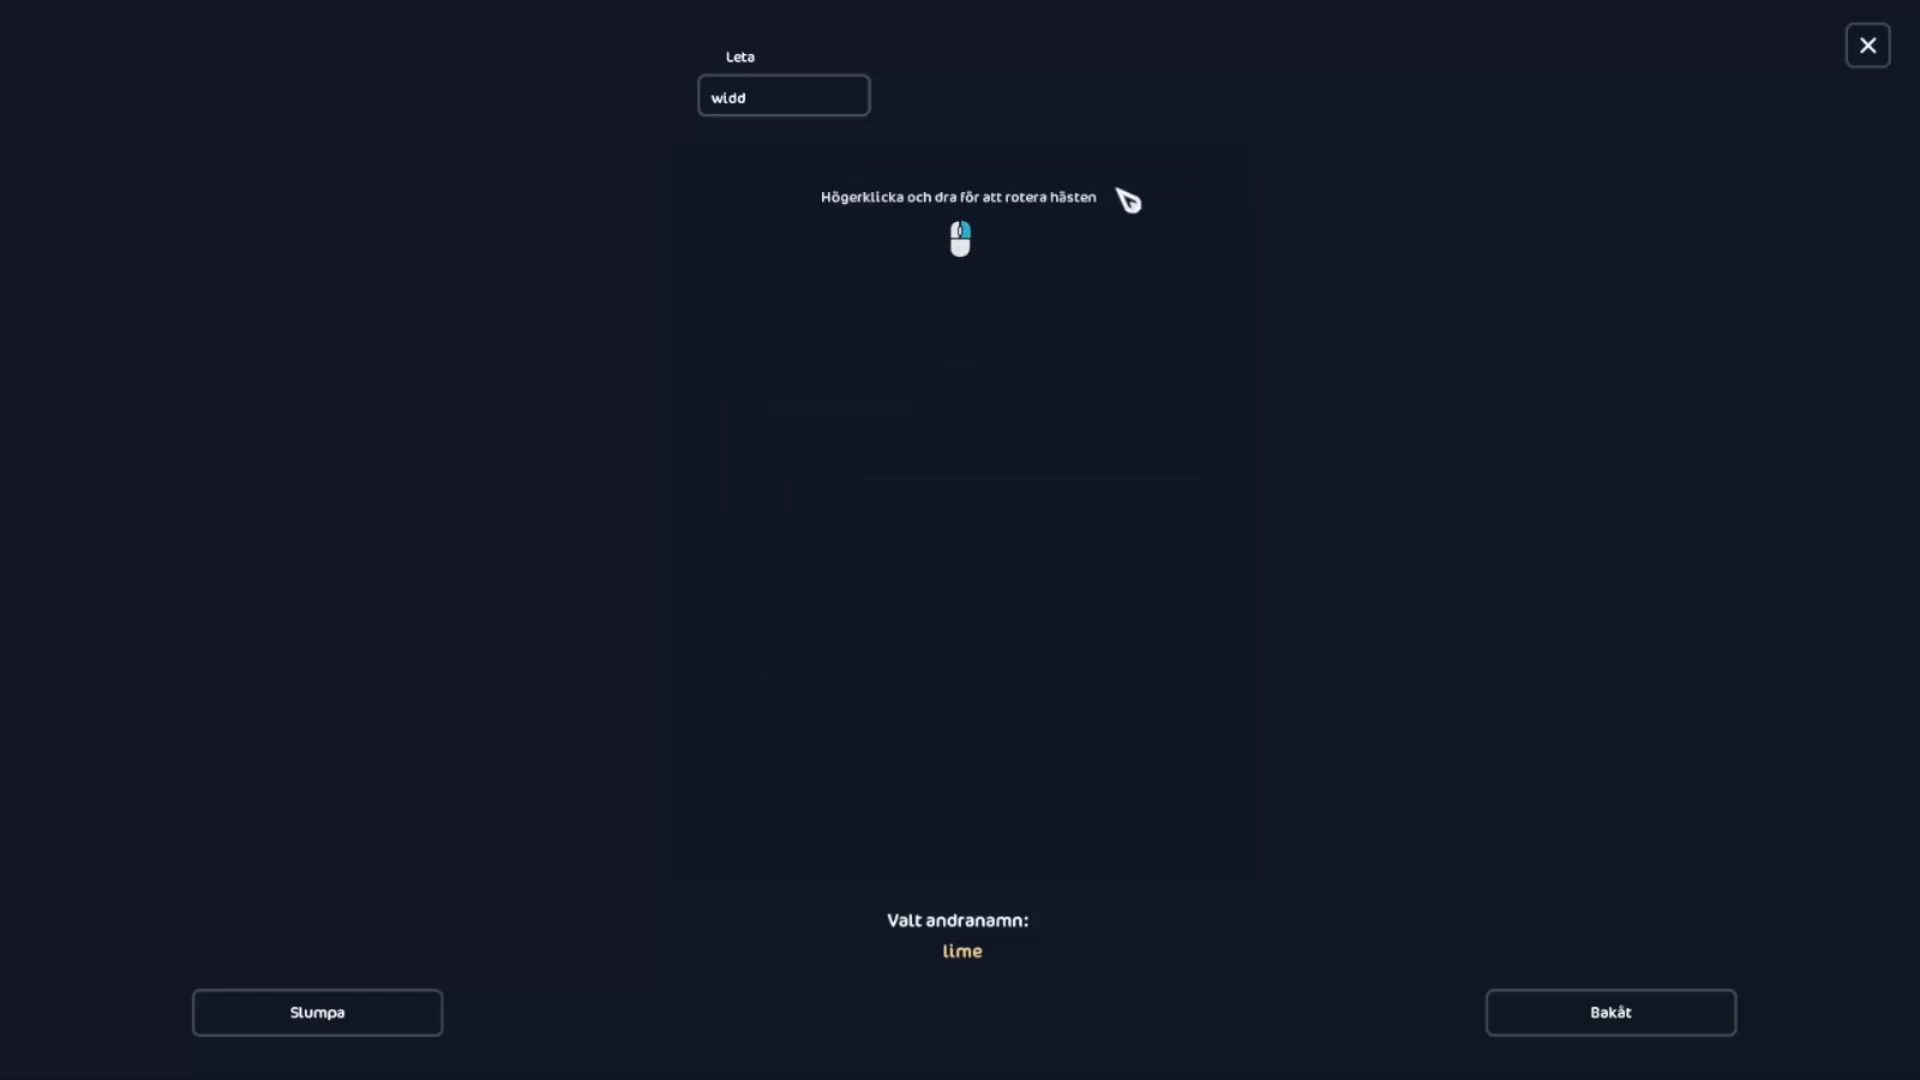 Leta
widd
Högerklicka och dra för att rotera hästen
Valt andranamn:
lime
Slumpa
Bakåt